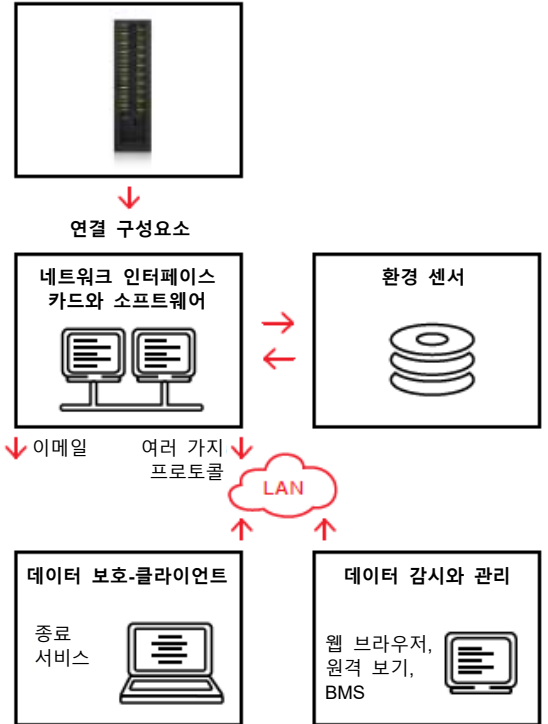 연결 구성요소
네트워크 인터페이스
카드와 소프트웨어
환경 센서
이메일
여러 가지
프로토콜
LAN
데이터 보호-클라이언트
종료
서비스
데이터 감시와 관리
웹 브라우저,
원격 보기,
BMS